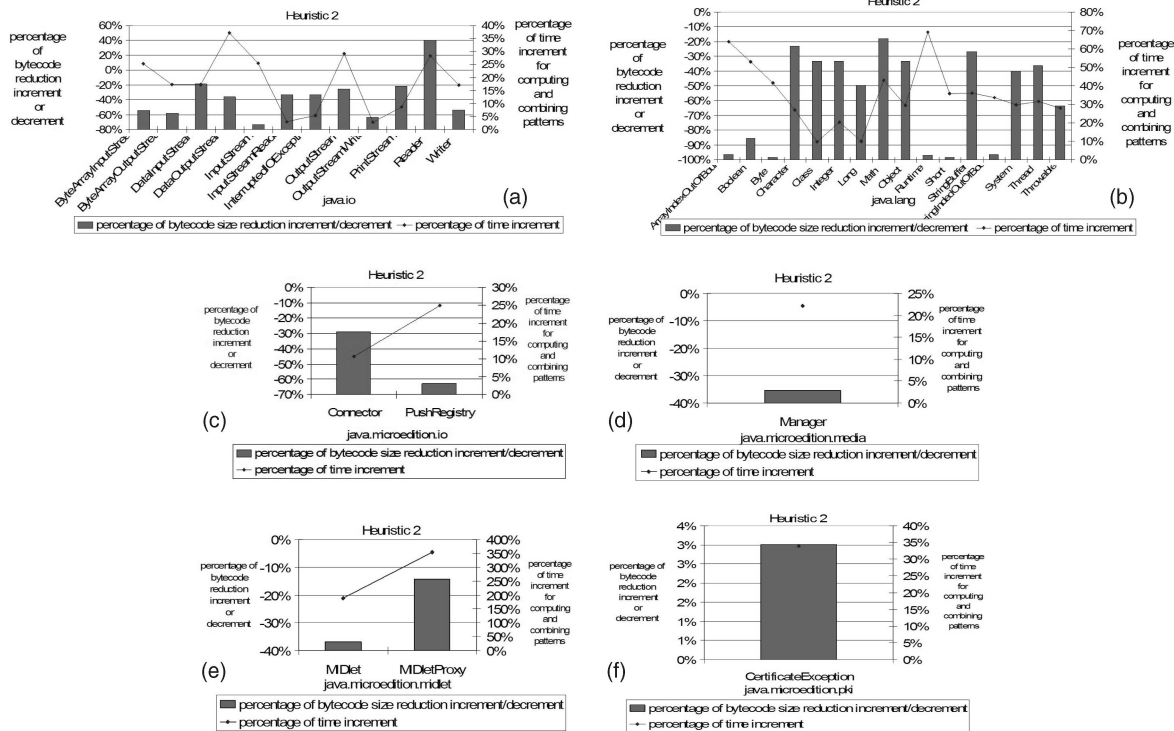 Heuristic 2
percentage
of
bytecode
reduction
increment
or
decrement
60%
40%
20%
0%
-20%
-40%
-60%
-80%
40%
35%
30%
25%
20%
15%
10%
5%
0%
percentage
of time
increment
for
computing
and
combining
patterns
ByteArrayInputStrea
ByteArrayOutputStre
DataInputStream
DataOutputStrea
InputStream
InputStreamReade
InterruptedIOExcept
OutputStream
OutputStreamWrite
PrintStream
Reader
Writer
java.io
(a)
percentage of bytecode size reduction increment/decrement
percentage of time increment
Heuristic 2
percentage
of
bytecode
reduction
increment
or
decrement
0%
-10%
-20%
-30%
-40%
-50%
-60%
-70%
-80%
-90%
-100%
80%
70%
60%
50%
40%
30%
20%
10%
0%
percentage
of time
increment
for
computing
and
combining
patterns
ArrayIndexOutOfBou
Boolean
Byte
Character
Class
Integer
Long
Math
Object
Runtime
Short
StringBuffer
System
Thread
Throwable
java.lang
(b)
percentage of bytecode size reduction increment/decrement
percentage of time increment
Heuristic 2
percentage of
bytecode
reduction
increment
or
decrement
0%
-10%
-20%
-30%
-40%
-50%
-60%
-70%
30%
25%
20%
15%
10%
5%
0%
percentage
of time
increment
for
computing
and
combining
patterns
Connector
PushRegistry
(c)
java.microedition.io
percentage of bytecode size reduction increment/decrement
percentage of time increment
Heuristic 2
percentage of
bytecode
reduction
increment
or
decrement
0%
-10%
-20%
-30%
-40%
25%
20%
15%
10%
5%
0%
percentage
of time
increment
for
computing
and
combining
patterns
Manager
(d)
java.microedition.media
percentage of bytecode size reduction increment/decrement
percentage of time increment
Heuristic 2
percentage of
bytecode
reduction
increment
or
decrement
0%
-10%
-20%
-30%
-40%
400%
350%
300%
250%
200%
150%
100%
50%
0%
percentage
of time
increment
for
computing
and
combining
patterns
MIDlet
MIDletProxy
(e)
java.microedition.midlet
percentage of bytecode size reduction increment/decrement
percentage of time increment
Heuristic 2
percentage of
bytecode
reduction
increment
or
decrement
4%
3%
3%
2%
2%
1%
1%
0%
40%
35%
30%
25%
20%
15%
10%
5%
0%
percentage
of time
increment
for
computing
and
combining
patterns
CertificateException
(f)
java.microedition.pki
percentage of bytecode size reduction increment/decrement
percentage of time increment